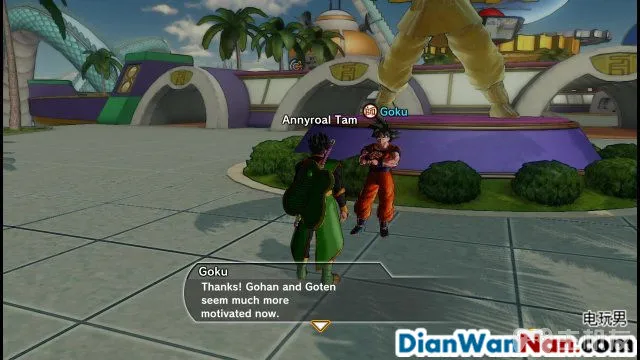 Goku
Annyroal Tam
Goku
Thanks! Gohan and Goten
seem much more
motivated now.
电玩男
DianWanNan.com